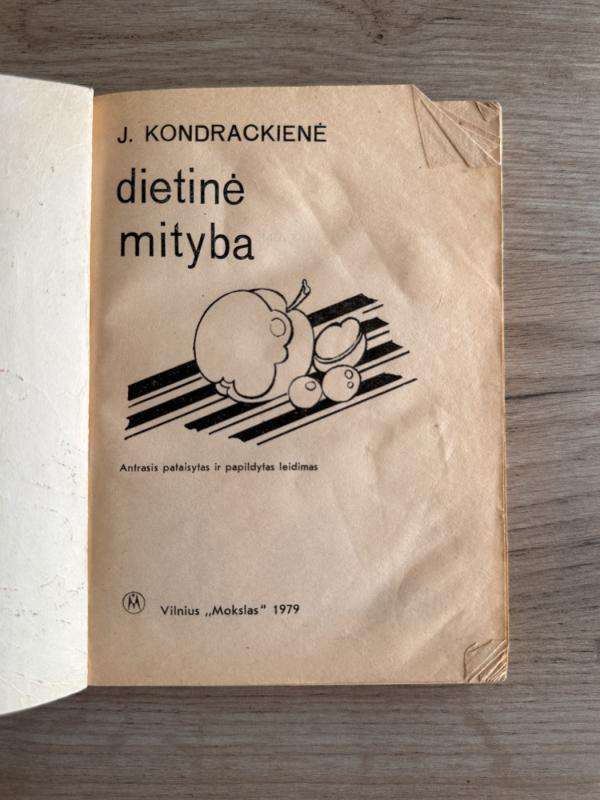 J. KONDRACKIENĖ
dietinė
mityba
Antrasis pataisytas ir papildytas leidimas
Vilnius „Mokslas" 1979